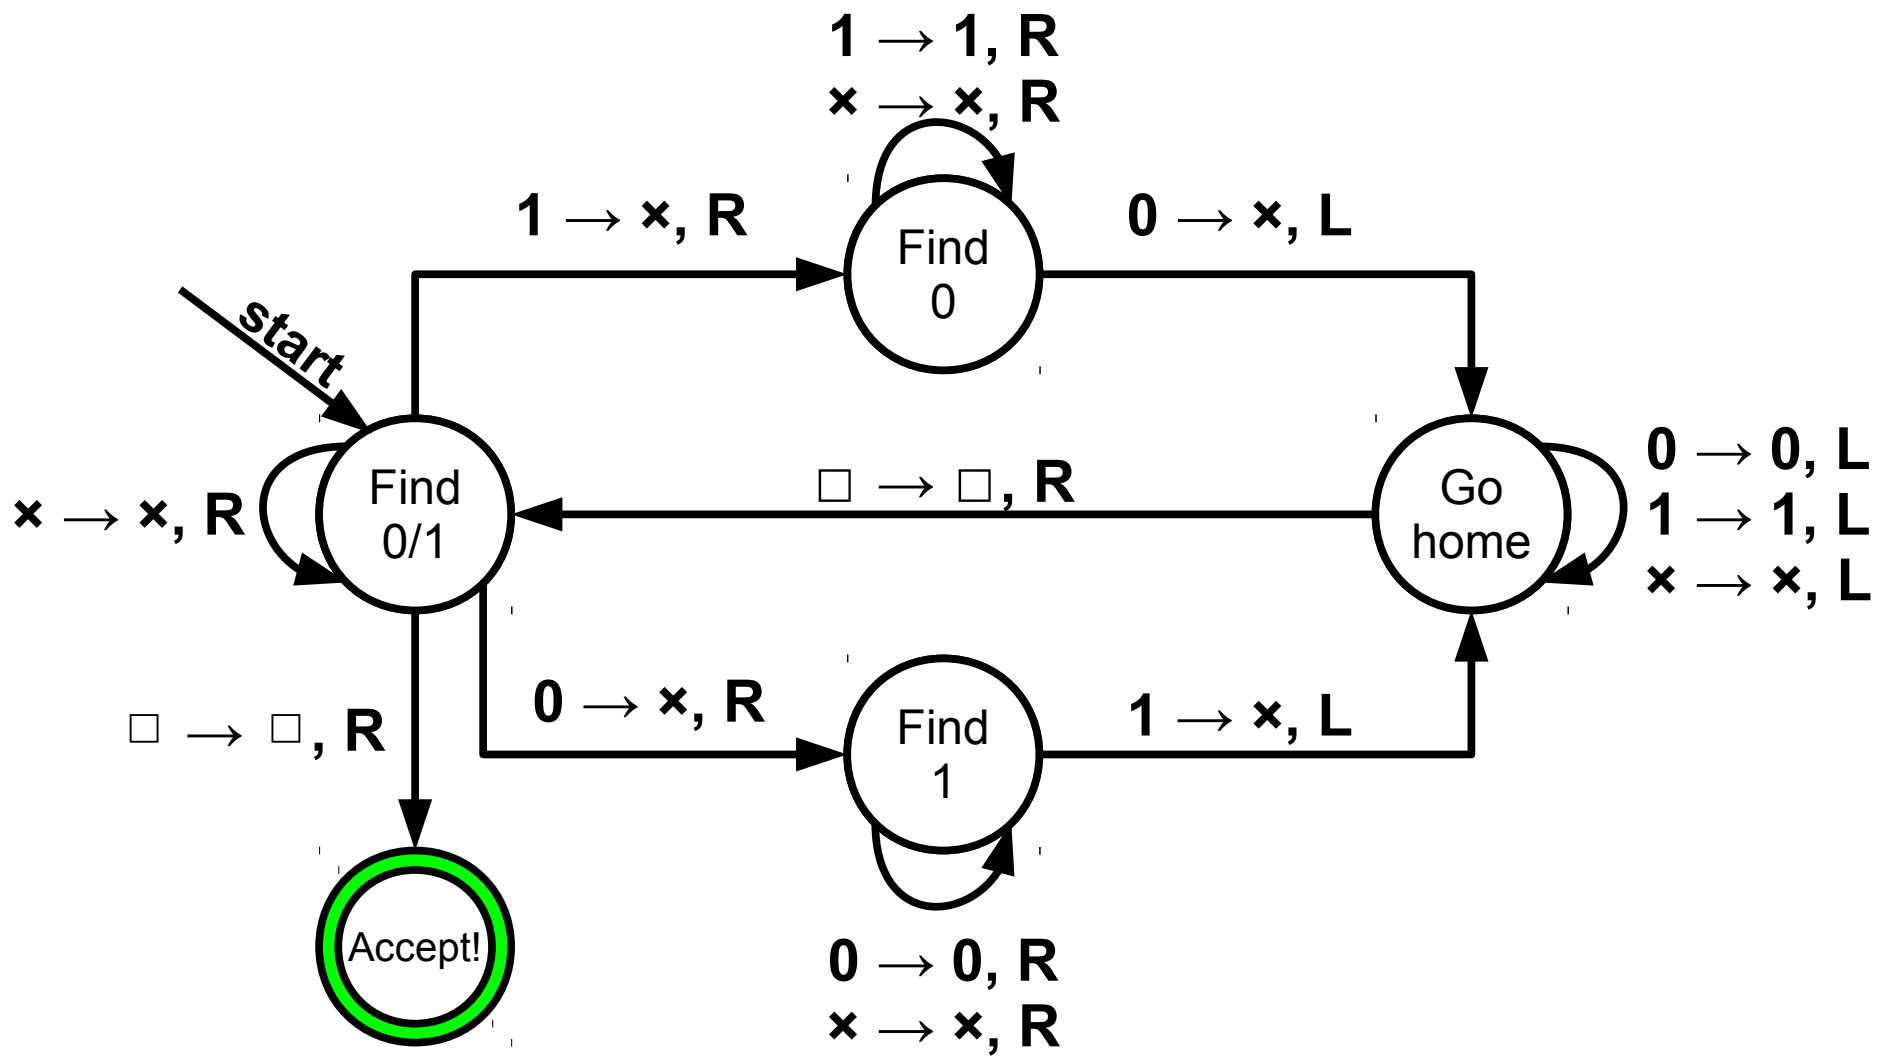 1 → 1, R
× → ×, R
1 → ×, R
0 → ×, L
Find
0
start
Find
0/1
× → ×, R
□ → □, R
Go
home
0 → 0, L
1 → 1, L
× → ×, L
□ → □, R
0 → ×, R
Find
1
1 → ×, L
Accept!
0 → 0, R
× → ×, R